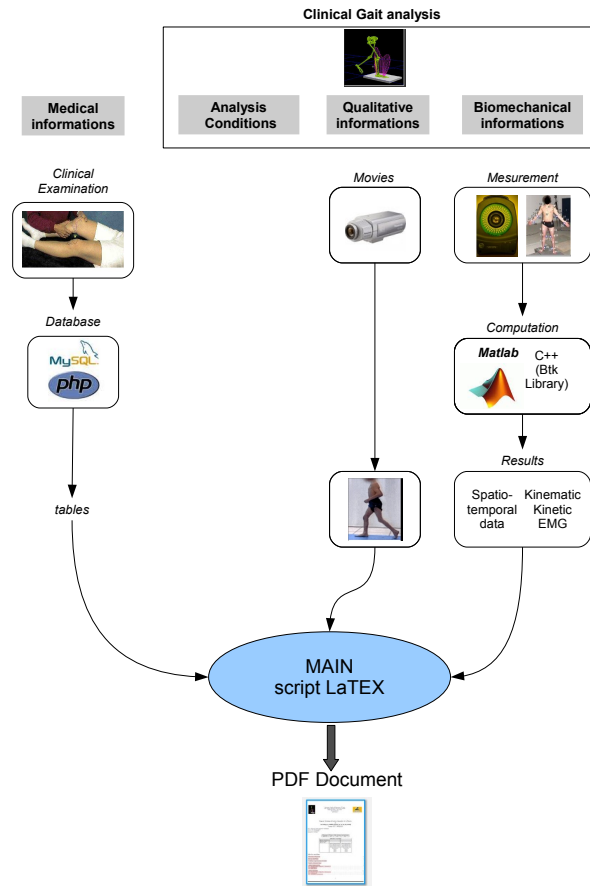 Clinical Gait analysis
Medical
informations
Analysis
Conditions
Qualitative
informations
Biomechanical
informations
Clinical
Examination
Movies
Mesurement
Database
MySQL
php
Computation
Matlab
C++
(Btk
Library)
Results
tables
Spatio-
temporal
data
Kinematic
Kinetic
EMG
MAIN
script LaTEX
PDF Document